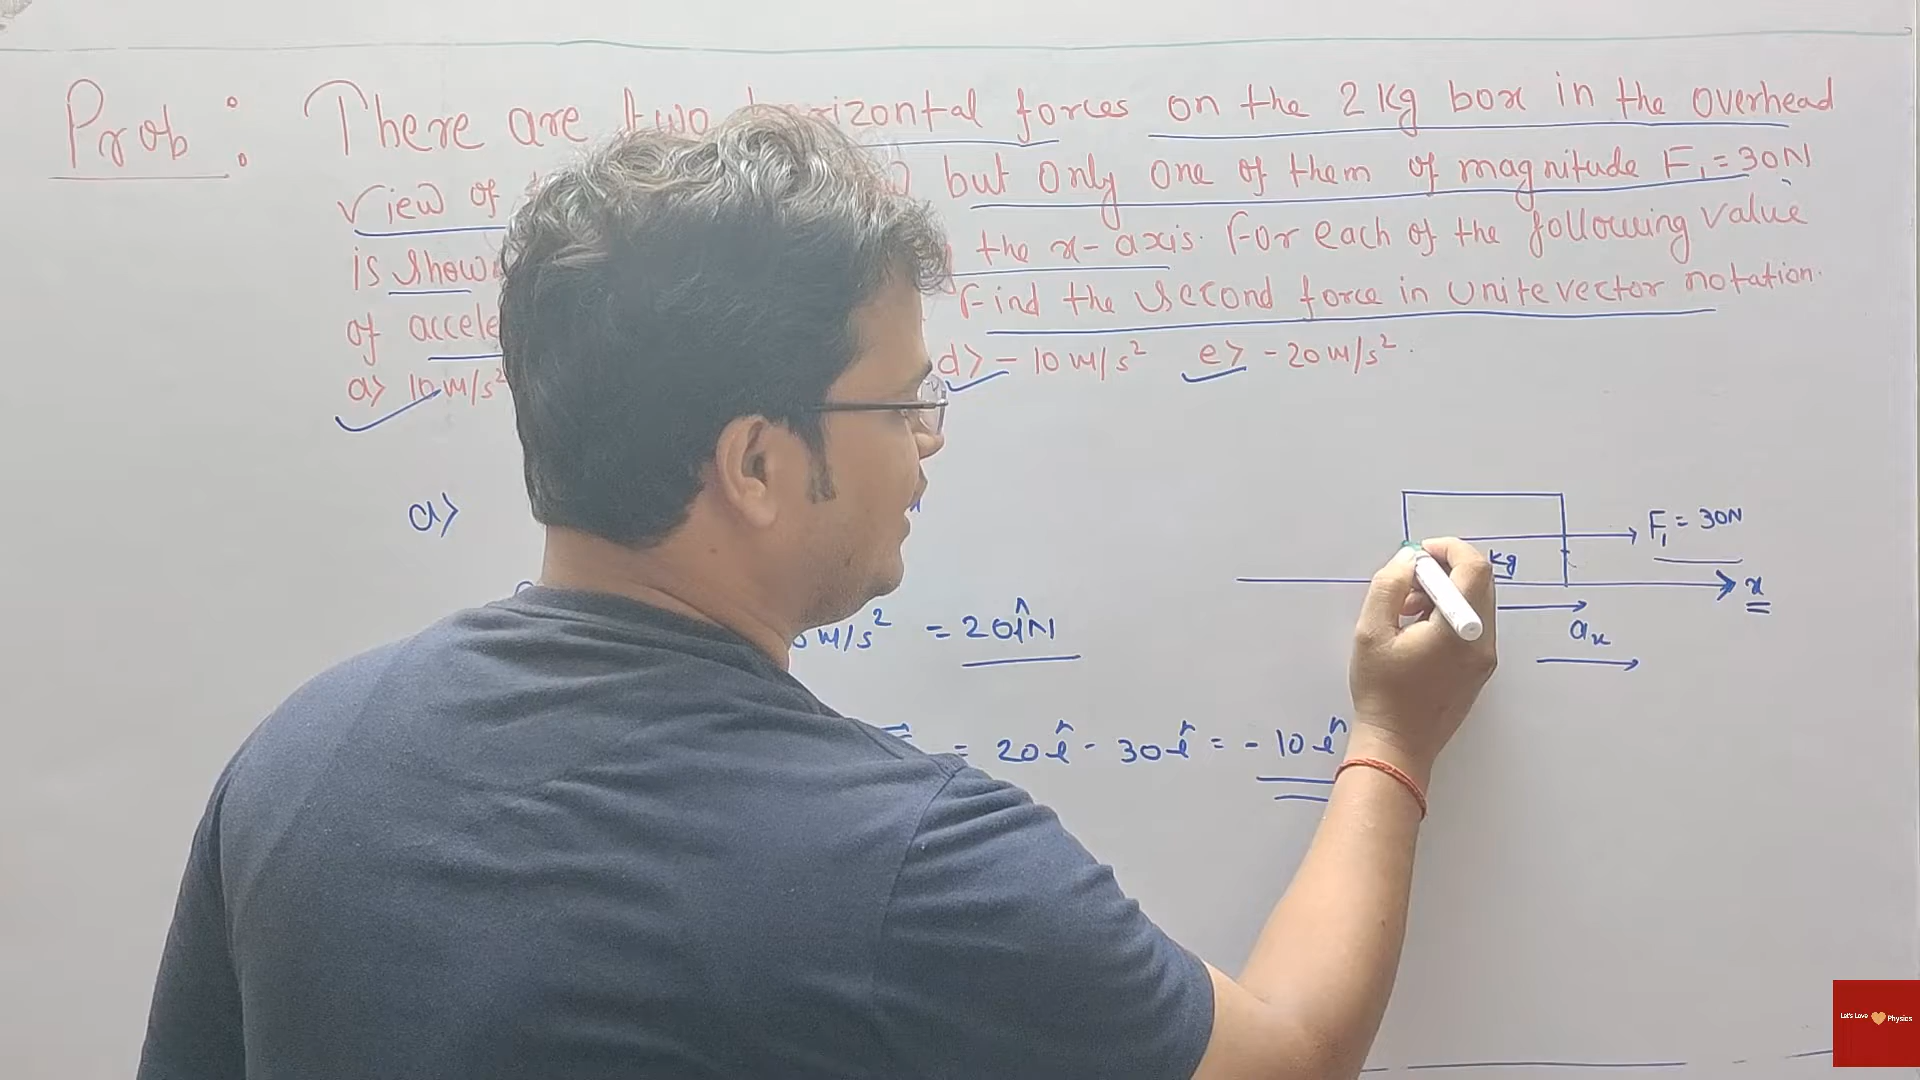 Prob :
There are two horizontal forces on the 2 Kg box in the overhead
View of but only one of them of magnitude F₁ = 30N
is show the x-axis. For each of the following value
of accele Find the second force in unite vector notation.
a> 10 m/s² d> - 10 m/s² e> - 20 m/s².
a>
F₁ = 30N
kg
x
aₓ
m/s² = 20 î N
= 20 î - 30 î = - 10 î
Let's Love Physics